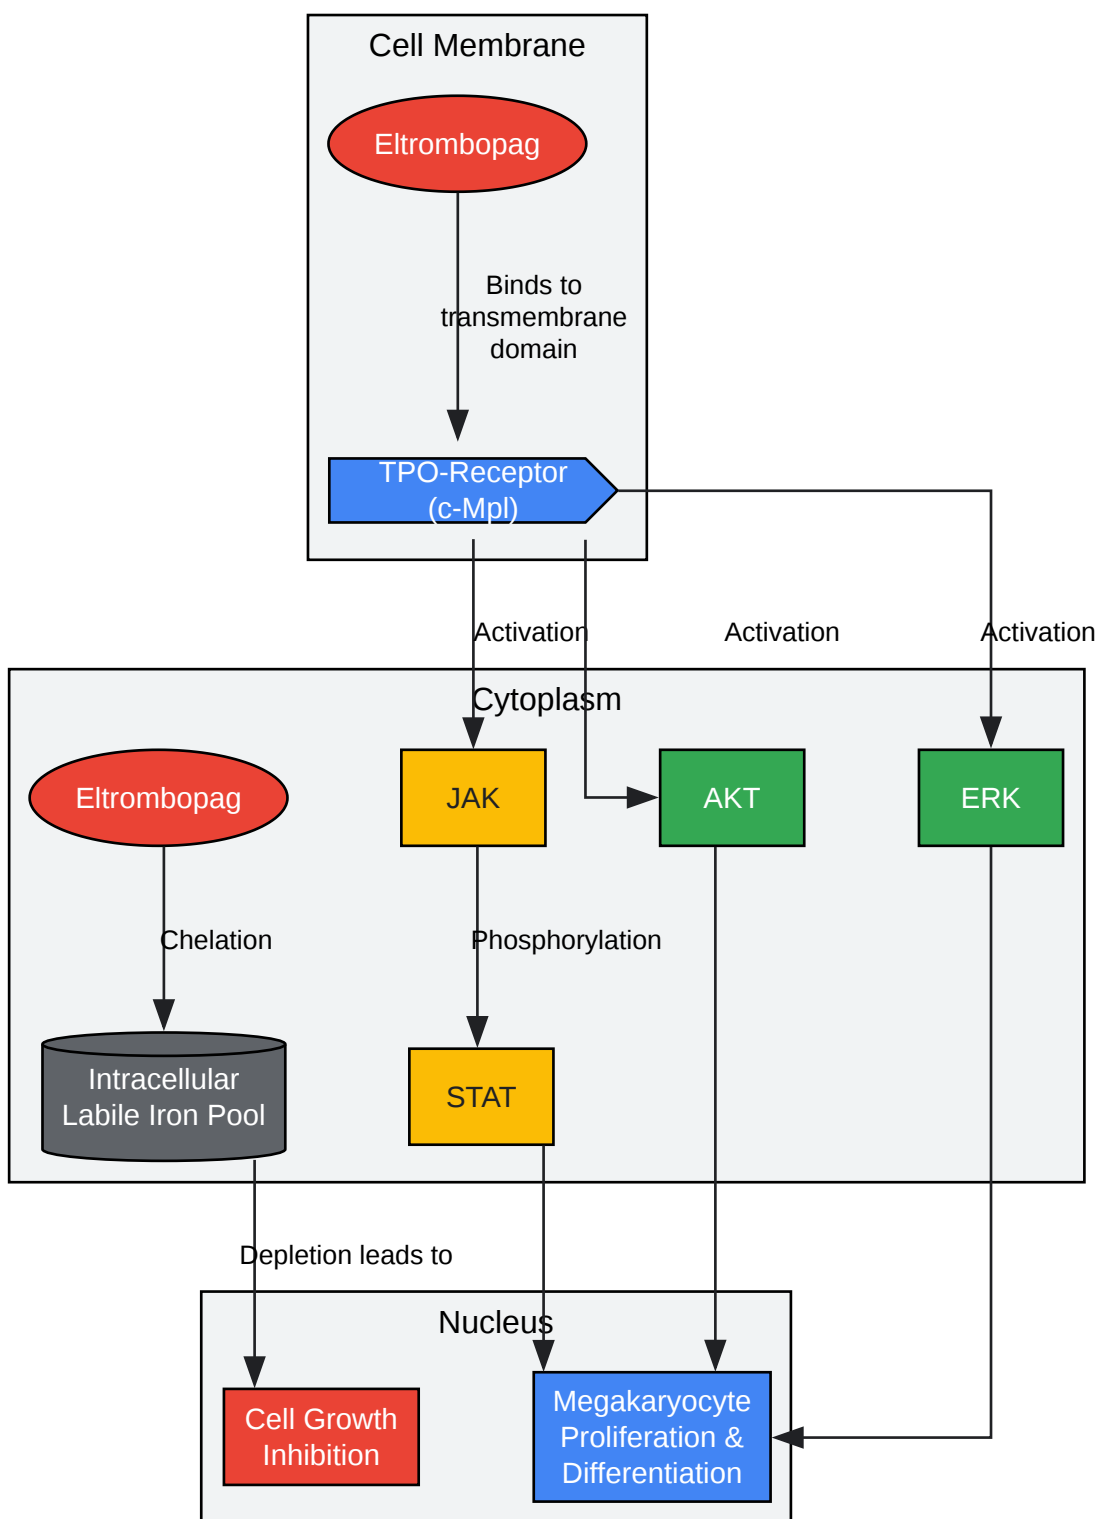 Cell Membrane
Eltrombopag
Binds to
transmembrane
domain
TPO-Receptor
(c-Mpl)
Activation
Activation
Activation
Cytoplasm
Eltrombopag
JAK
AKT
ERK
Chelation
Phosphorylation
Intracellular
Labile Iron Pool
STAT
Depletion leads to
Nucleus
Cell Growth
Inhibition
Megakaryocyte
Proliferation &
Differentiation